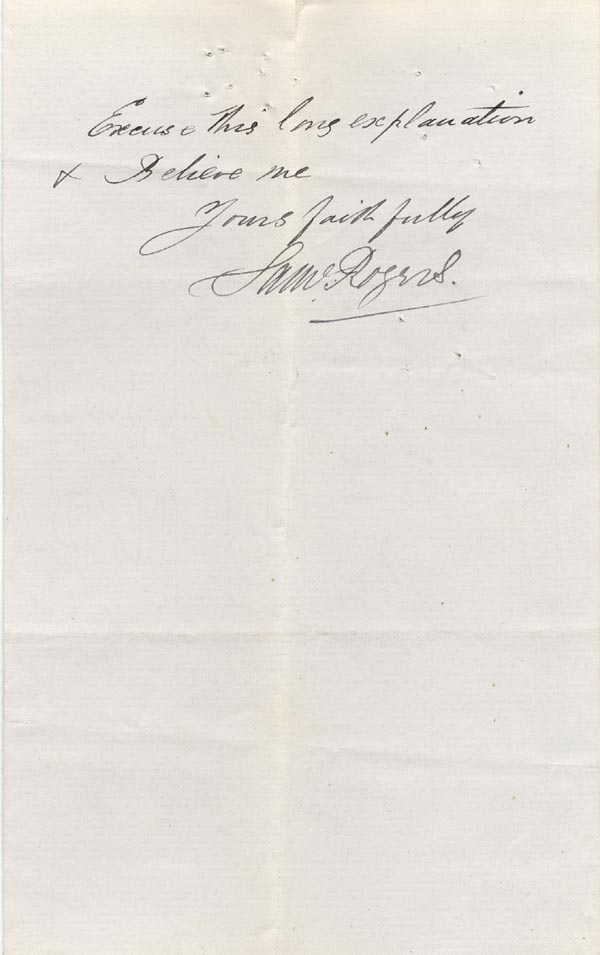 Excuse this long explanation
& Believe me
Yours faithfully
Saml. Rogers.